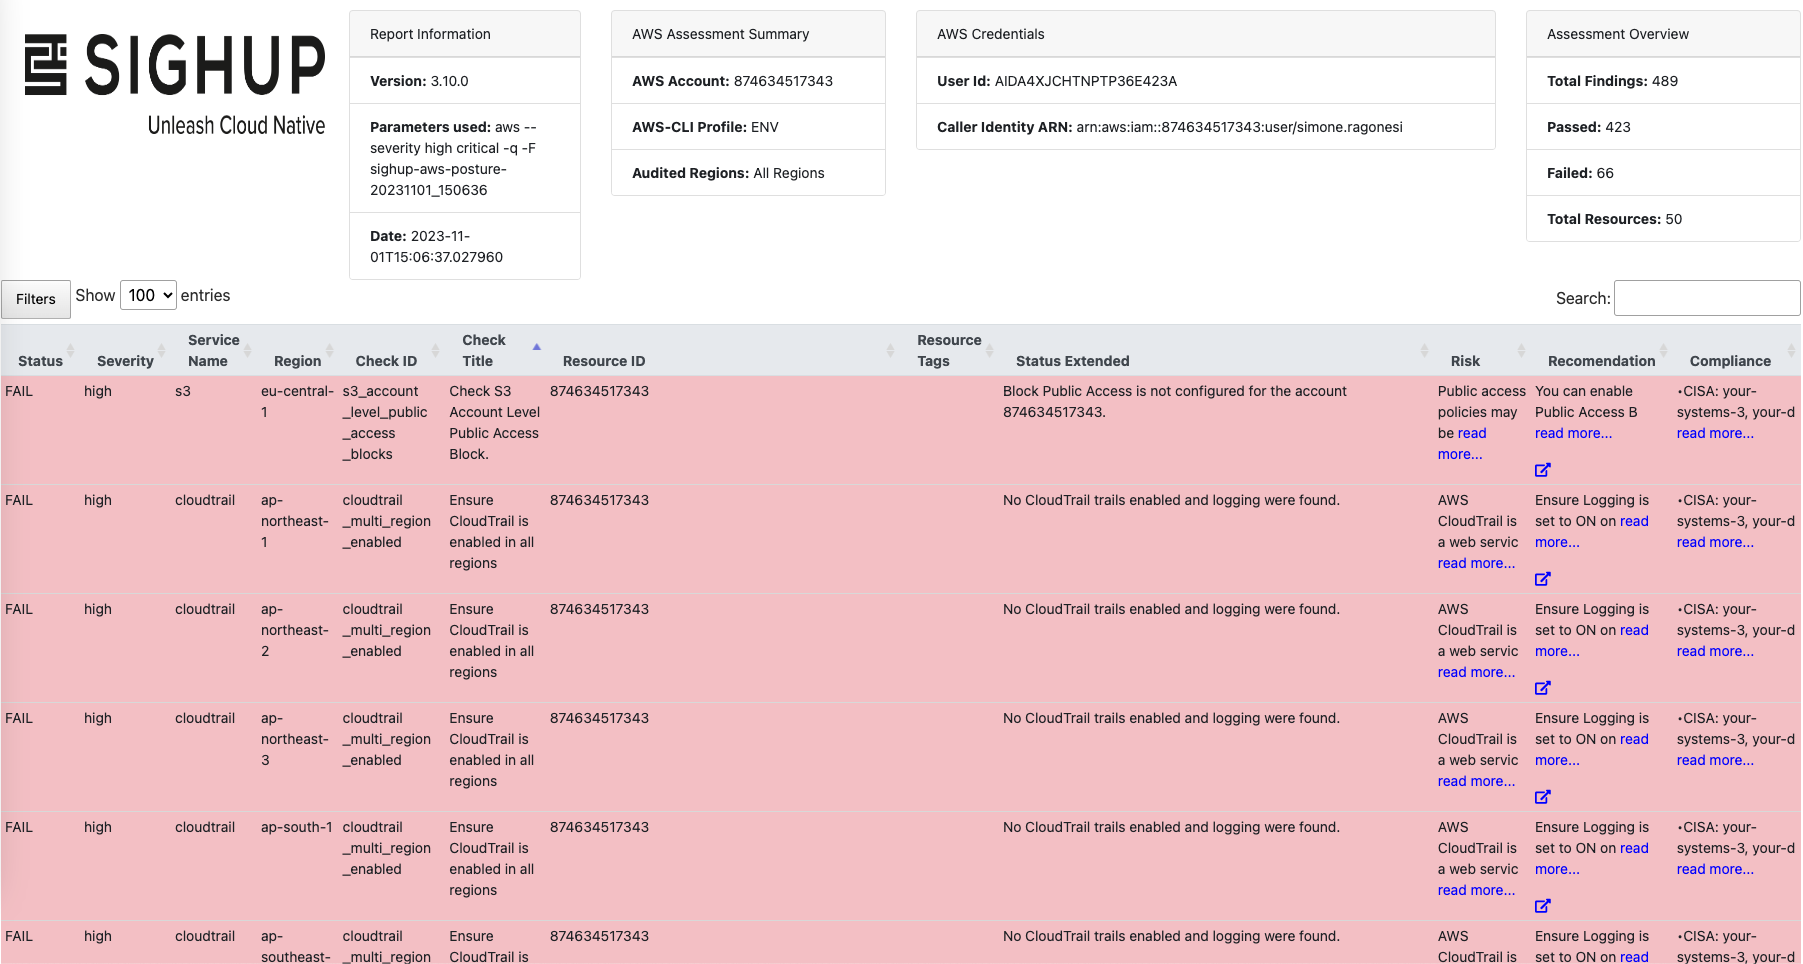 SIGHUP
Unleash Cloud Native
Report Information
Version: 3.10.0
Parameters used: aws --
severity high critical -q -F
sighup-aws-posture-
20231101_150636
Date: 2023-11-
01T15:06:37.027960
AWS Assessment Summary
AWS Account: 874634517343
AWS-CLI Profile: ENV
Audited Regions: All Regions
AWS Credentials
User Id: AIDA4XJCHTNPTP36E423A
Caller Identity ARN: arn:aws:iam::874634517343:user/simone.ragonesi
Assessment Overview
Total Findings: 489
Passed: 423
Failed: 66
Total Resources: 50
Filters Show 100 entries
Search:
Status Severity Service Name Region Check ID Check Title Resource ID Resource Tags Status Extended Risk Recomendation Compliance
FAIL
high
s3
eu-central-
1
s3_account
_level_public
_access
_blocks
Check S3
Account Level
Public Access
Block.
874634517343
Block Public Access is not configured for the account
874634517343.
Public access
policies may
be read
more...
You can enable
Public Access B
read more...
•CISA: your-
systems-3, your-d
read more...
FAIL
high
cloudtrail
ap-
northeast-
1
cloudtrail
_multi_region
_enabled
Ensure
CloudTrail is
enabled in all
regions
874634517343
No CloudTrail trails enabled and logging were found.
AWS
CloudTrail is
a web servic
read more...
Ensure Logging is
set to ON on read
more...
•CISA: your-
systems-3, your-d
read more...
FAIL
high
cloudtrail
ap-
northeast-
2
cloudtrail
_multi_region
_enabled
Ensure
CloudTrail is
enabled in all
regions
874634517343
No CloudTrail trails enabled and logging were found.
AWS
CloudTrail is
a web servic
read more...
Ensure Logging is
set to ON on read
more...
•CISA: your-
systems-3, your-d
read more...
FAIL
high
cloudtrail
ap-
northeast-
3
cloudtrail
_multi_region
_enabled
Ensure
CloudTrail is
enabled in all
regions
874634517343
No CloudTrail trails enabled and logging were found.
AWS
CloudTrail is
a web servic
read more...
Ensure Logging is
set to ON on read
more...
•CISA: your-
systems-3, your-d
read more...
FAIL
high
cloudtrail
ap-south-1
cloudtrail
_multi_region
_enabled
Ensure
CloudTrail is
enabled in all
regions
874634517343
No CloudTrail trails enabled and logging were found.
AWS
CloudTrail is
a web servic
read more...
Ensure Logging is
set to ON on read
more...
•CISA: your-
systems-3, your-d
read more...
FAIL
high
cloudtrail
ap-
southeast-
cloudtrail
_multi_region
Ensure
CloudTrail is
874634517343
No CloudTrail trails enabled and logging were found.
AWS
CloudTrail is
Ensure Logging is
set to ON on read
•CISA: your-
systems-3, your-d